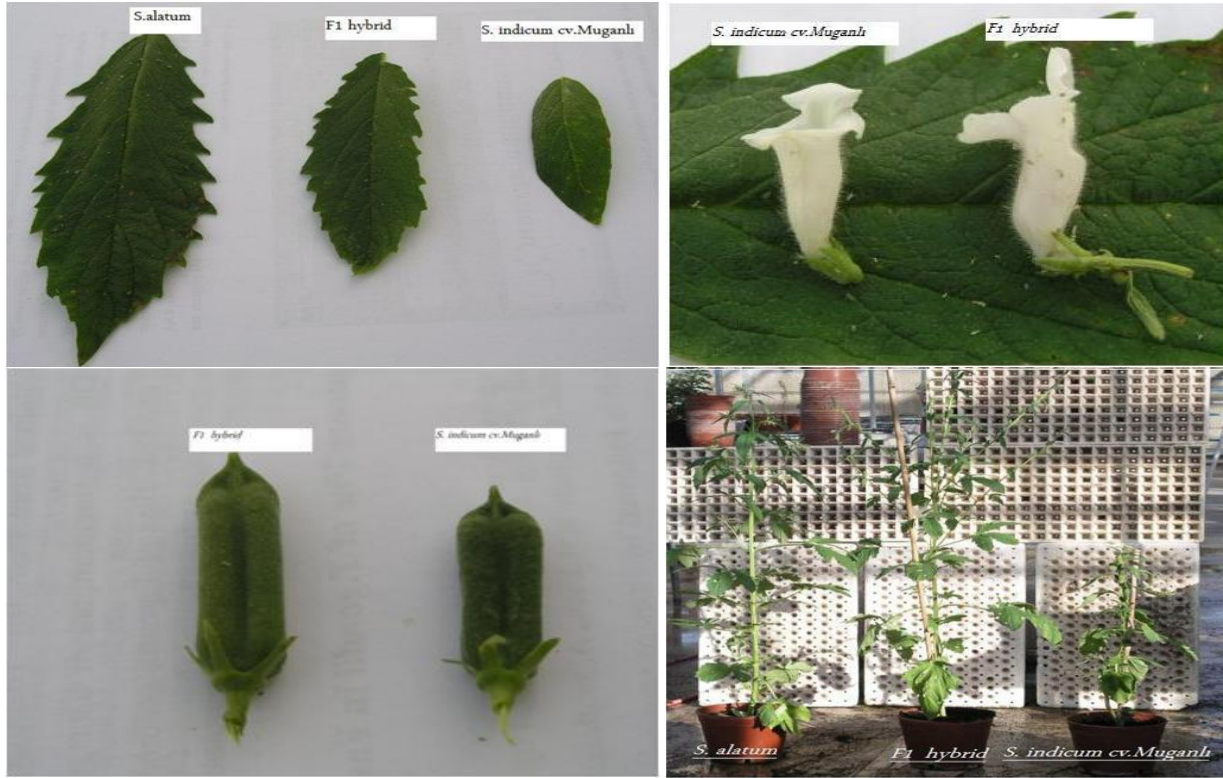 S.alatum
F1 hybrid
S. indicum cv.Muganlı
S. indicum cv.Muganlı
F1 hybrid
F1 hybrid
S. indicum cv.Muganlı
S. alatum
F1 hybrid
S. indicum cv.Muganlı